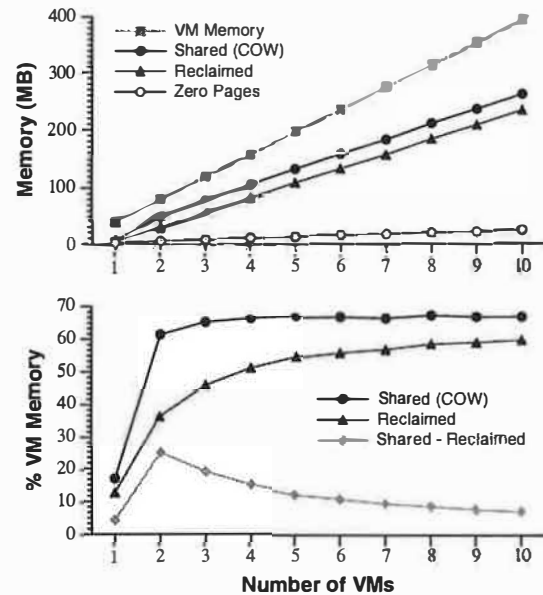 400
300
200
100
0
Memory (MB)
VM Memory
Shared (COW)
Reclaimed
Zero Pages
1 2 3 4 5 6 7 8 9 10
70
60
50
40
30
20
10
0
% VM Memory
Shared (COW)
Reclaimed
Shared - Reclaimed
1 2 3 4 5 6 7 8 9 10
Number of VMs